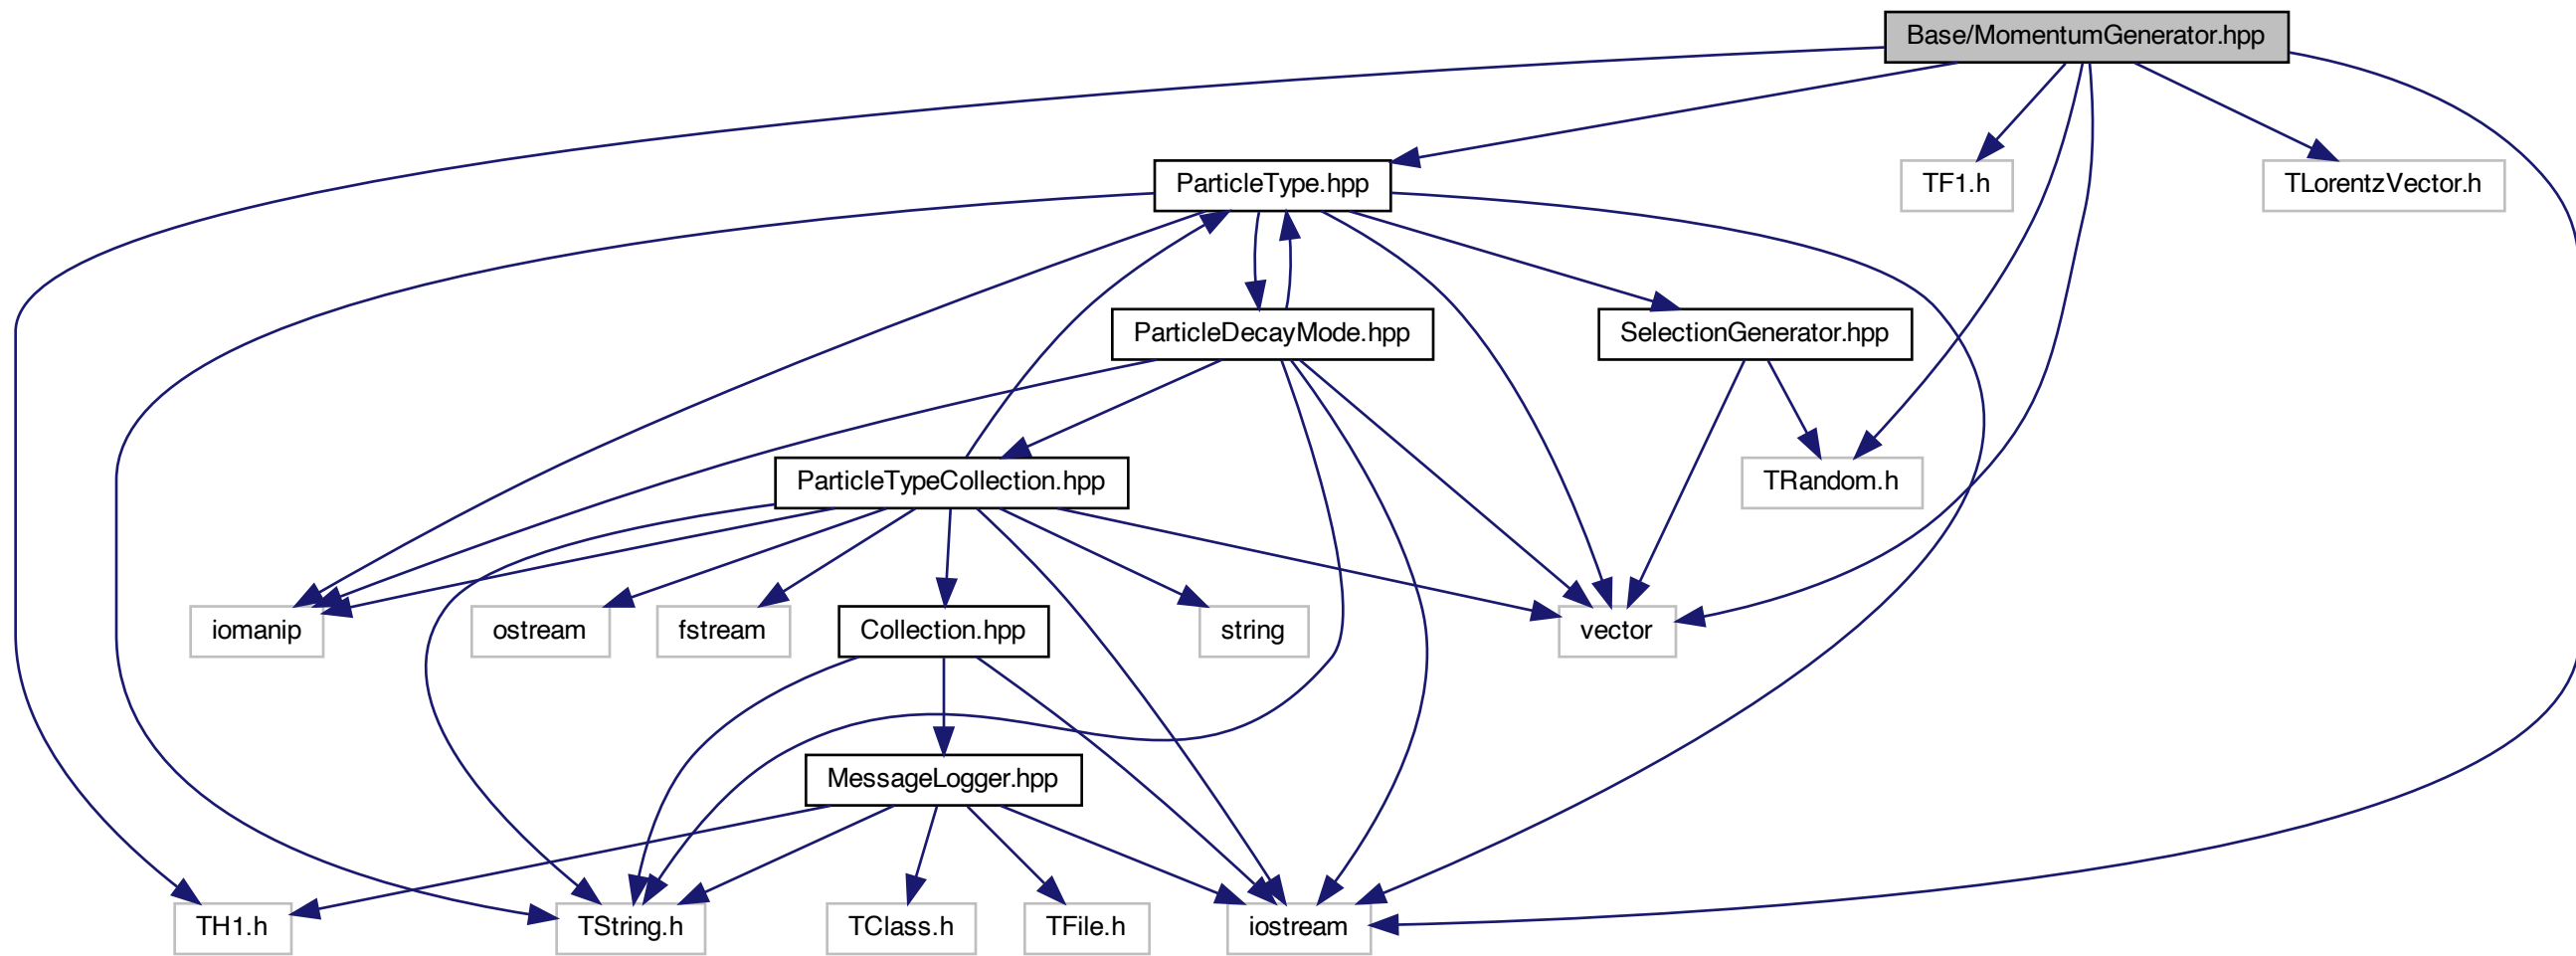 Base/MomentumGenerator.hpp
ParticleType.hpp
TF1.h
TLorentzVector.h
ParticleDecayMode.hpp
SelectionGenerator.hpp
ParticleTypeCollection.hpp
TRandom.h
iomanip
ostream
fstream
Collection.hpp
string
vector
MessageLogger.hpp
TH1.h
TString.h
TClass.h
TFile.h
iostream